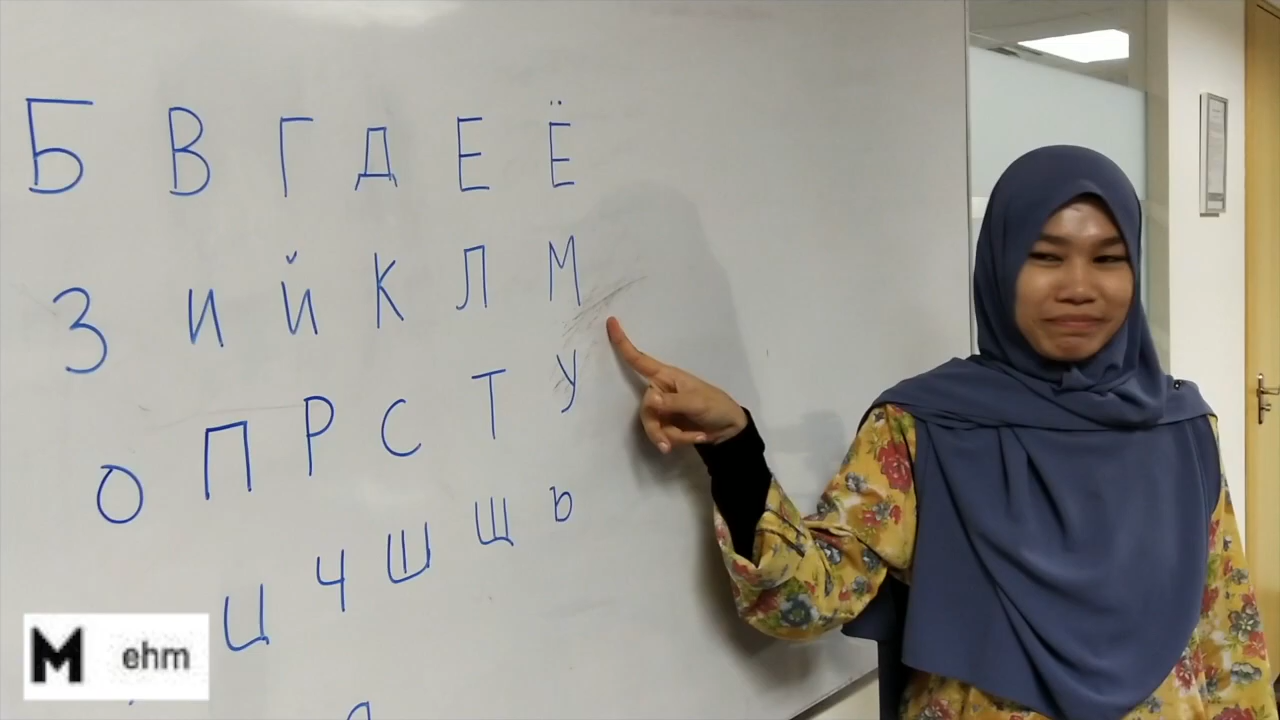 Б В Г Д Е Ё
З И Й К Л М
О П Р С Т У
Ц Ч Ш Щ Ъ
М ehm